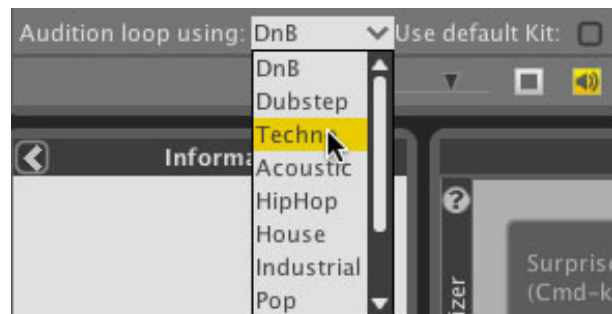 Audition loop using: DnB Use default Kit:
DnB
Dubstep
Techno
Informa
Acoustic
HipHop
House
Industrial
Pop
Surprise
(Cmd-k
izer
?